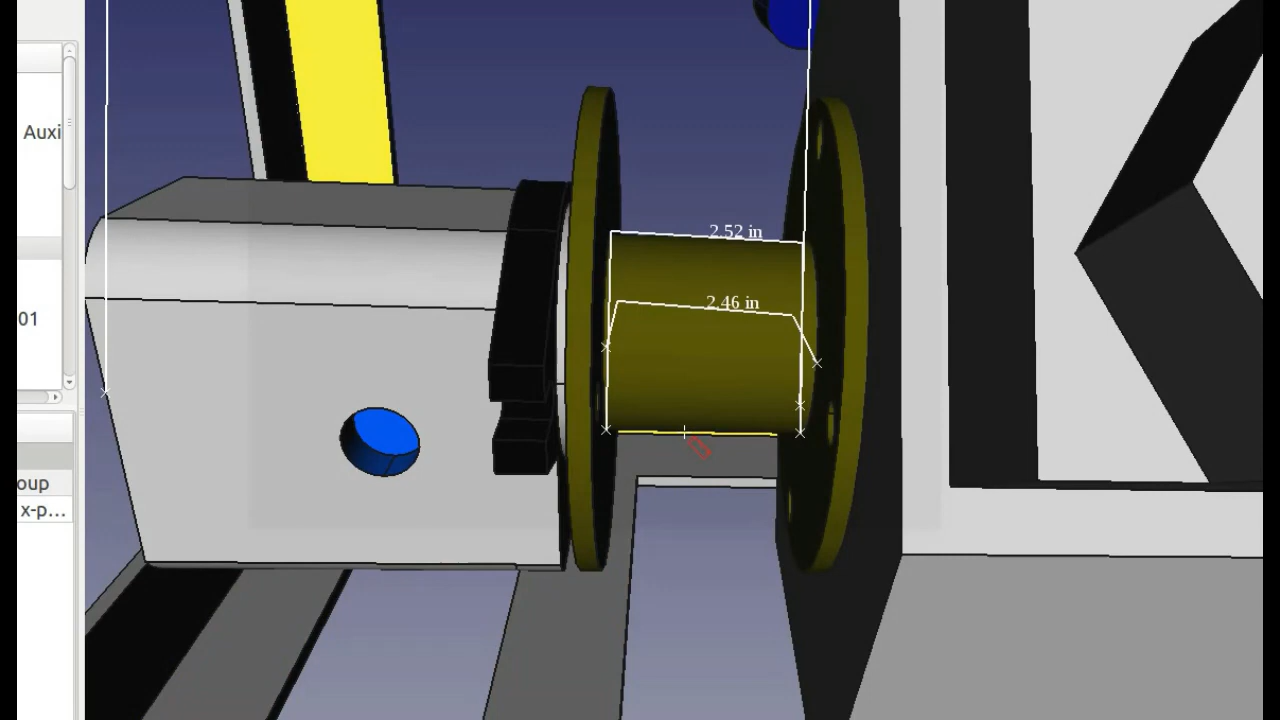 Auxi
2.52 in
2.46 in
01
oup
x-p...